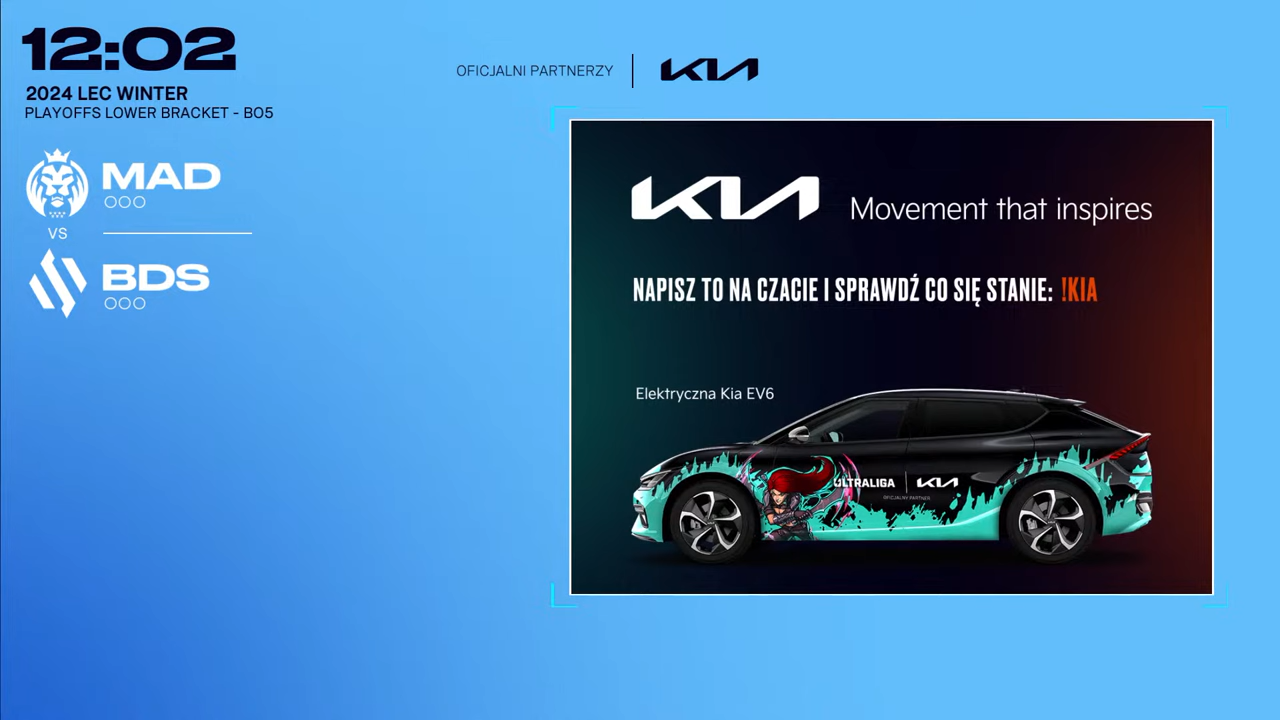 12:02
2024 LEC WINTER
PLAYOFFS LOWER BRACKET - BO5
MAD
VS
BDS
OFICJALNI PARTNERZY
KIA
KIA Movement that inspires
NAPISZ TO NA CZACIE I SPRAWDŹ CO SIĘ STANIE: !KIA
Elektryczna Kia EV6
ULTRALIGA KIA
OFICJALNY PARTNER